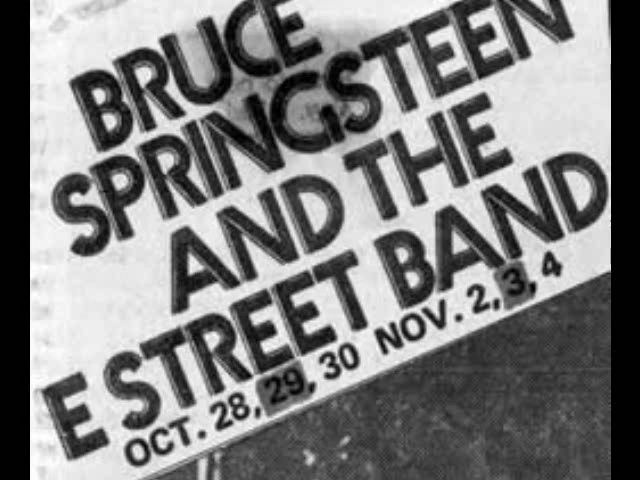 BRUCE
SPRINGSTEEN
AND THE
E STREET BAND
OCT. 28, 29, 30 NOV. 2, 3, 4